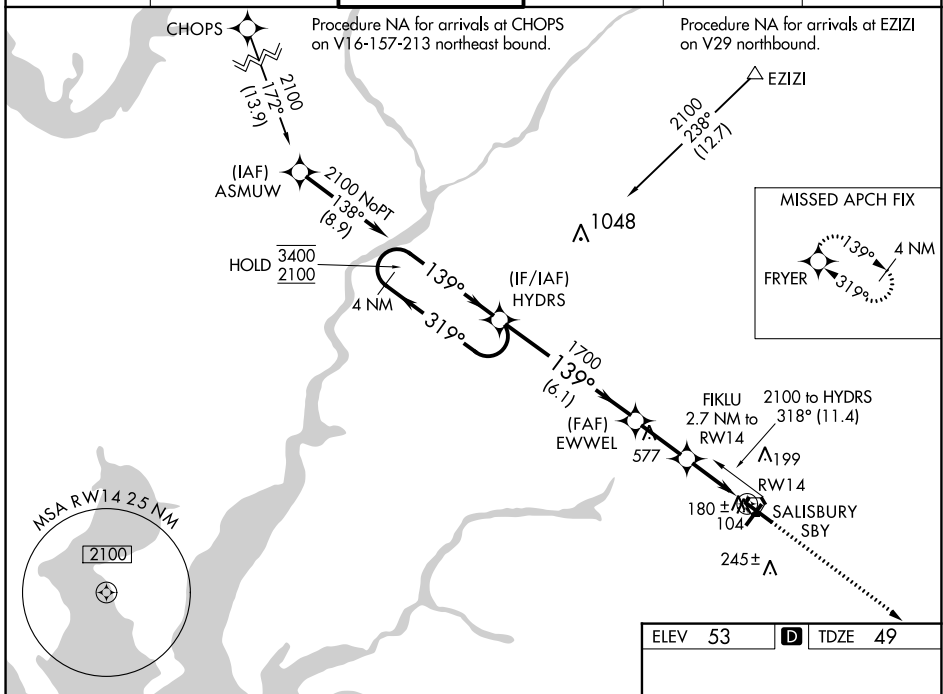 CHOPS
Procedure NA for arrivals at CHOPS
on V16-157-213 northeast bound.
Procedure NA for arrivals at EZIZI
on V29 northbound.
2100
172°
(13.9)
EZIZI
2100
238°
(12.7)
(IAF)
ASMUW
2100 NoPT
138°
(8.9)
1048
MISSED APCH FIX
139°
4 NM
FRYER
319°
HOLD 3400
2100
4 NM
139°
319°
(IF/IAF)
HYDRS
1700
139°
(6.1)
FIKLU
2.7 NM to
RW14
2100 to HYDRS
318° (11.4)
(FAF)
EWWEL
577
199
RW14
180 ±
104
SALISBURY
SBY
245±
MSA RW14 25 NM
2100
ELEV 53 D TDZE 49